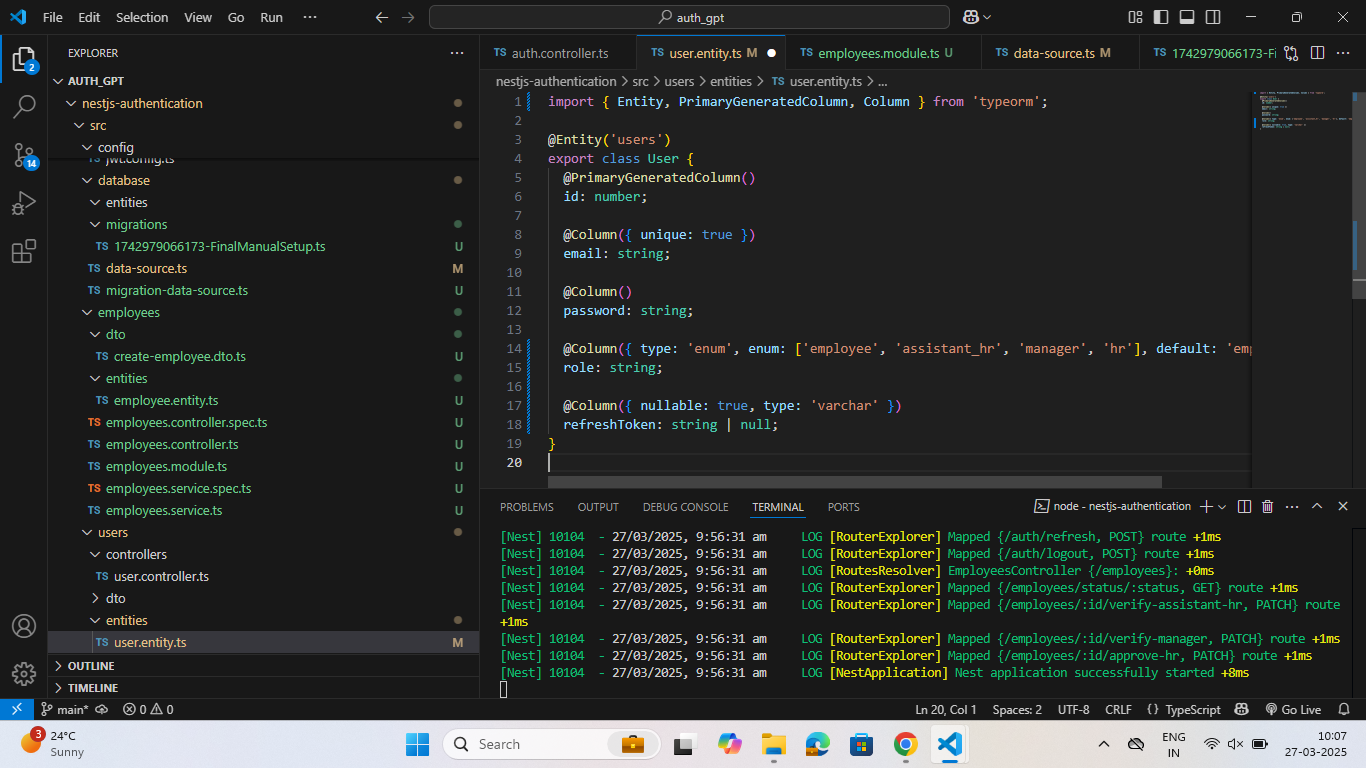 File Edit Selection View Go Run ···
auth_gpt
EXPLORER
AUTH_GPT
nestjs-authentication
src
config
jwt.config.ts
database
entities
migrations
TS 1742979066173-FinalManualSetup.ts U
TS data-source.ts M
TS migration-data-source.ts U
employees
dto
TS create-employee.dto.ts U
entities
TS employee.entity.ts U
TS employees.controller.spec.ts U
TS employees.controller.ts U
TS employees.module.ts U
TS employees.service.spec.ts U
TS employees.service.ts U
users
controllers
TS user.controller.ts
dto
entities
TS user.entity.ts M
OUTLINE
TIMELINE
2
14
TS auth.controller.ts TS user.entity.ts M TS employees.module.ts U TS data-source.ts M TS 1742979066173-Fi
nestjs-authentication > src > users > entities > TS user.entity.ts > ...
1 import { Entity, PrimaryGeneratedColumn, Column } from 'typeorm';
2
3 @Entity('users')
4 export class User {
5 @PrimaryGeneratedColumn()
6 id: number;
7
8 @Column({ unique: true })
9 email: string;
10
11 @Column()
12 password: string;
13
14 @Column({ type: 'enum', enum: ['employee', 'assistant_hr', 'manager', 'hr'], default: 'emp
15 role: string;
16
17 @Column({ nullable: true, type: 'varchar' })
18 refreshToken: string | null;
19 }
20
PROBLEMS OUTPUT DEBUG CONSOLE TERMINAL PORTS node - nestjs-authentication
[Nest] 10104 - 27/03/2025, 9:56:31 am LOG [RouterExplorer] Mapped {/auth/refresh, POST} route +1ms
[Nest] 10104 - 27/03/2025, 9:56:31 am LOG [RouterExplorer] Mapped {/auth/logout, POST} route +1ms
[Nest] 10104 - 27/03/2025, 9:56:31 am LOG [RoutesResolver] EmployeesController {/employees}: +0ms
[Nest] 10104 - 27/03/2025, 9:56:31 am LOG [RouterExplorer] Mapped {/employees/status/:status, GET} route +1ms
[Nest] 10104 - 27/03/2025, 9:56:31 am LOG [RouterExplorer] Mapped {/employees/:id/verify-assistant-hr, PATCH} route
+1ms
[Nest] 10104 - 27/03/2025, 9:56:31 am LOG [RouterExplorer] Mapped {/employees/:id/verify-manager, PATCH} route +1ms
[Nest] 10104 - 27/03/2025, 9:56:31 am LOG [RouterExplorer] Mapped {/employees/:id/approve-hr, PATCH} route +1ms
[Nest] 10104 - 27/03/2025, 9:56:31 am LOG [NestApplication] Nest application successfully started +8ms
main* 0 0 Ln 20, Col 1 Spaces: 2 UTF-8 CRLF {} TypeScript Go Live
3
24°C
Sunny
Search
ENG
IN
10:07
27-03-2025